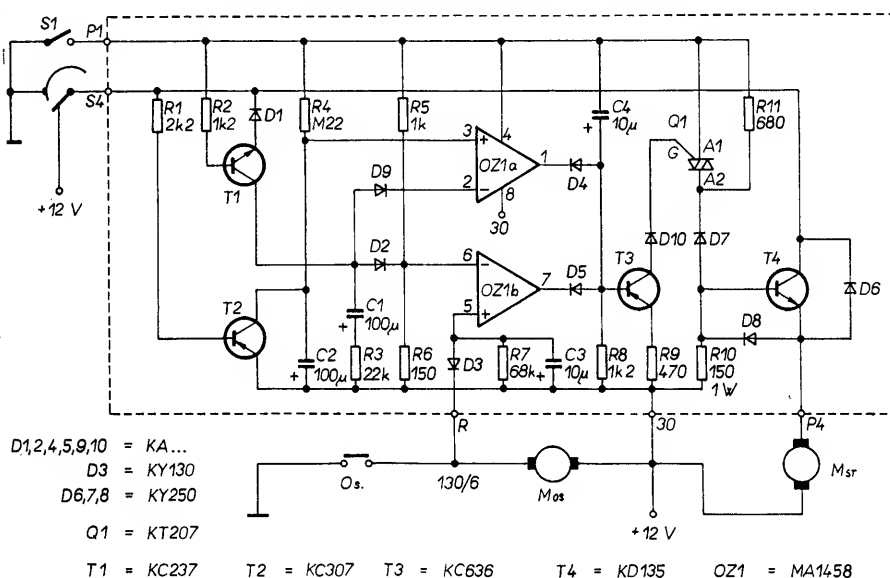 S1
P1
S4
+12 V
R1
2k2
R2
1k2
D1
R4
M22
R5
1k
C4
10µ
Q1
G
A1
A2
R11
680
T1
3
+
2
−
OZ1a
4
8
30
1
D4
D9
D2
6
−
5
+
OZ1b
7
D5
T3
D10
D7
T4
D6
T2
C1
100µ
+
C2
100µ
+
R3
22k
R6
150
D3
R7
68k
C3
10µ
+
R8
1k2
R9
470
D8
R10
150
1W
R
30
P4
Os.
130/6
Mos
+12 V
MST
D1,2,4,5,9,10 = KA...
D3 = KY130
D6,7,8 = KY250
Q1 = KT207
T1 = KC237 T2 = KC307 T3 = KC636 T4 = KD135 OZ1 = MA1458